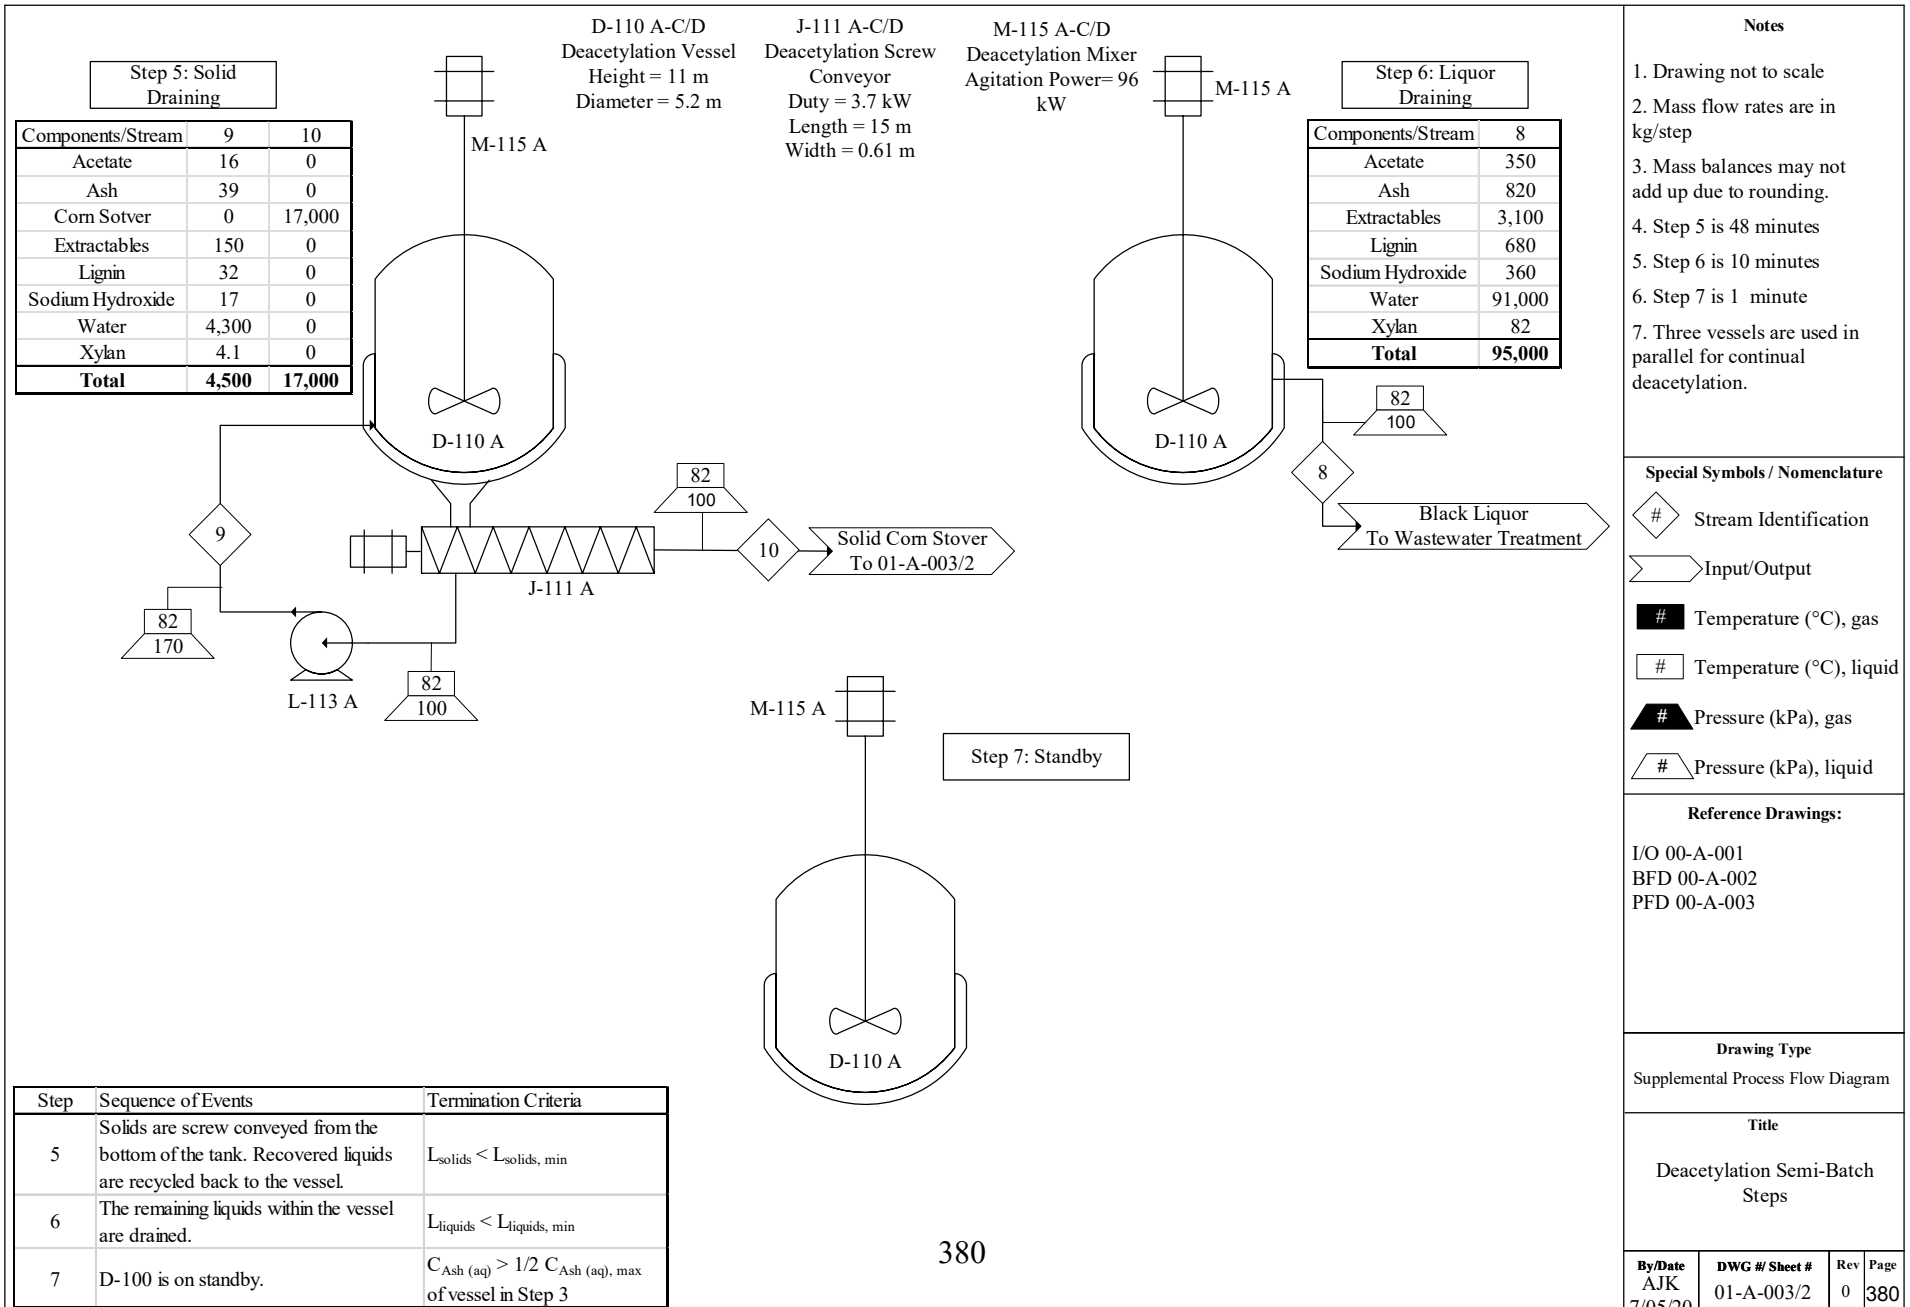 D-110 A-C/D
Deacetylation Vessel
Height = 11 m
Diameter = 5.2 m
J-111 A-C/D
Deacetylation Screw
Conveyor
Duty = 3.7 kW
Length = 15 m
Width = 0.61 m
M-115 A-C/D
Deacetylation Mixer
Agitation Power= 96
kW
Step 5: Solid
Draining
Components/Stream 9 10
Acetate 16 0
Ash 39 0
Corn Sotver 0 17,000
Extractables 150 0
Lignin 32 0
Sodium Hydroxide 17 0
Water 4,300 0
Xylan 4.1 0
Total 4,500 17,000
M-115 A
D-110 A
9
82
170
L-113 A
82
100
J-111 A
82
100
10
Solid Corn Stover
To 01-A-003/2
M-115 A
Step 6: Liquor
Draining
Components/Stream 8
Acetate 350
Ash 820
Extractables 3,100
Lignin 680
Sodium Hydroxide 360
Water 91,000
Xylan 82
Total 95,000
D-110 A
82
100
8
Black Liquor
To Wastewater Treatment
M-115 A
Step 7: Standby
D-110 A
Step Sequence of Events Termination Criteria
5 Solids are screw conveyed from the
bottom of the tank. Recovered liquids
are recycled back to the vessel.
Lsolids < Lsolids, min
6 The remaining liquids within the vessel
are drained.
Lliquids < Lliquids, min
7 D-100 is on standby.
CAsh (aq) > 1/2 CAsh (aq), max
of vessel in Step 3
380
Notes
1. Drawing not to scale
2. Mass flow rates are in
kg/step
3. Mass balances may not
add up due to rounding.
4. Step 5 is 48 minutes
5. Step 6 is 10 minutes
6. Step 7 is 1 minute
7. Three vessels are used in
parallel for continual
deacetylation.
Special Symbols / Nomenclature
# Stream Identification
Input/Output
# Temperature (°C), gas
# Temperature (°C), liquid
# Pressure (kPa), gas
# Pressure (kPa), liquid
Reference Drawings:
I/O 00-A-001
BFD 00-A-002
PFD 00-A-003
Drawing Type
Supplemental Process Flow Diagram
Title
Deacetylation Semi-Batch
Steps
By/Date DWG #/ Sheet # Rev Page
AJK 01-A-003/2 0 380
7/05/20